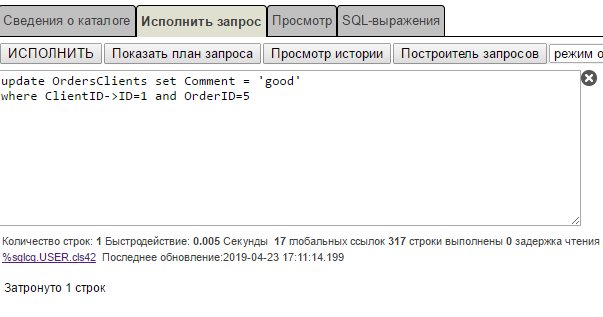 Сведения о каталоге Исполнить запрос Просмотр SQL-выражения
ИСПОЛНИТЬ Показать план запроса Просмотр истории Построитель запросов режим о
update OrdersClients set Comment = 'good'
where ClientID->ID=1 and OrderID=5
Количество строк: 1 Быстродействие: 0.005 Секунды 17 глобальных ссылок 317 строки выполнены 0 задержка чтения
%sqlcq.USER.cls42 Последнее обновление:2019-04-23 17:11:14.199
Затронуто 1 строк